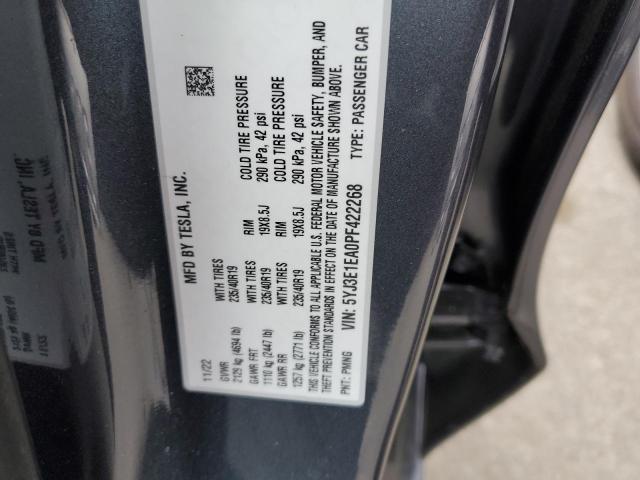 MFD BY TESLA, INC.
11/22
GVWR
2129 kg (4694 lb)
GAWR FRT WITH TIRES RIM COLD TIRE PRESSURE
1110 kg (2447 lb) 235/40R19 19X8.5J 290 kPa, 42 psi
GAWR RR WITH TIRES RIM COLD TIRE PRESSURE
1257 kg (2771 lb) 235/40R19 19X8.5J 290 kPa, 42 psi
THIS VEHICLE CONFORMS TO ALL APPLICABLE U.S. FEDERAL MOTOR VEHICLE SAFETY, BUMPER, AND
THEFT PREVENTION STANDARDS IN EFFECT ON THE DATE OF MANUFACTURE SHOWN ABOVE.
VIN: 5YJ3E1EA0PF422268 TYPE: PASSENGER CAR
PNT: PMNG